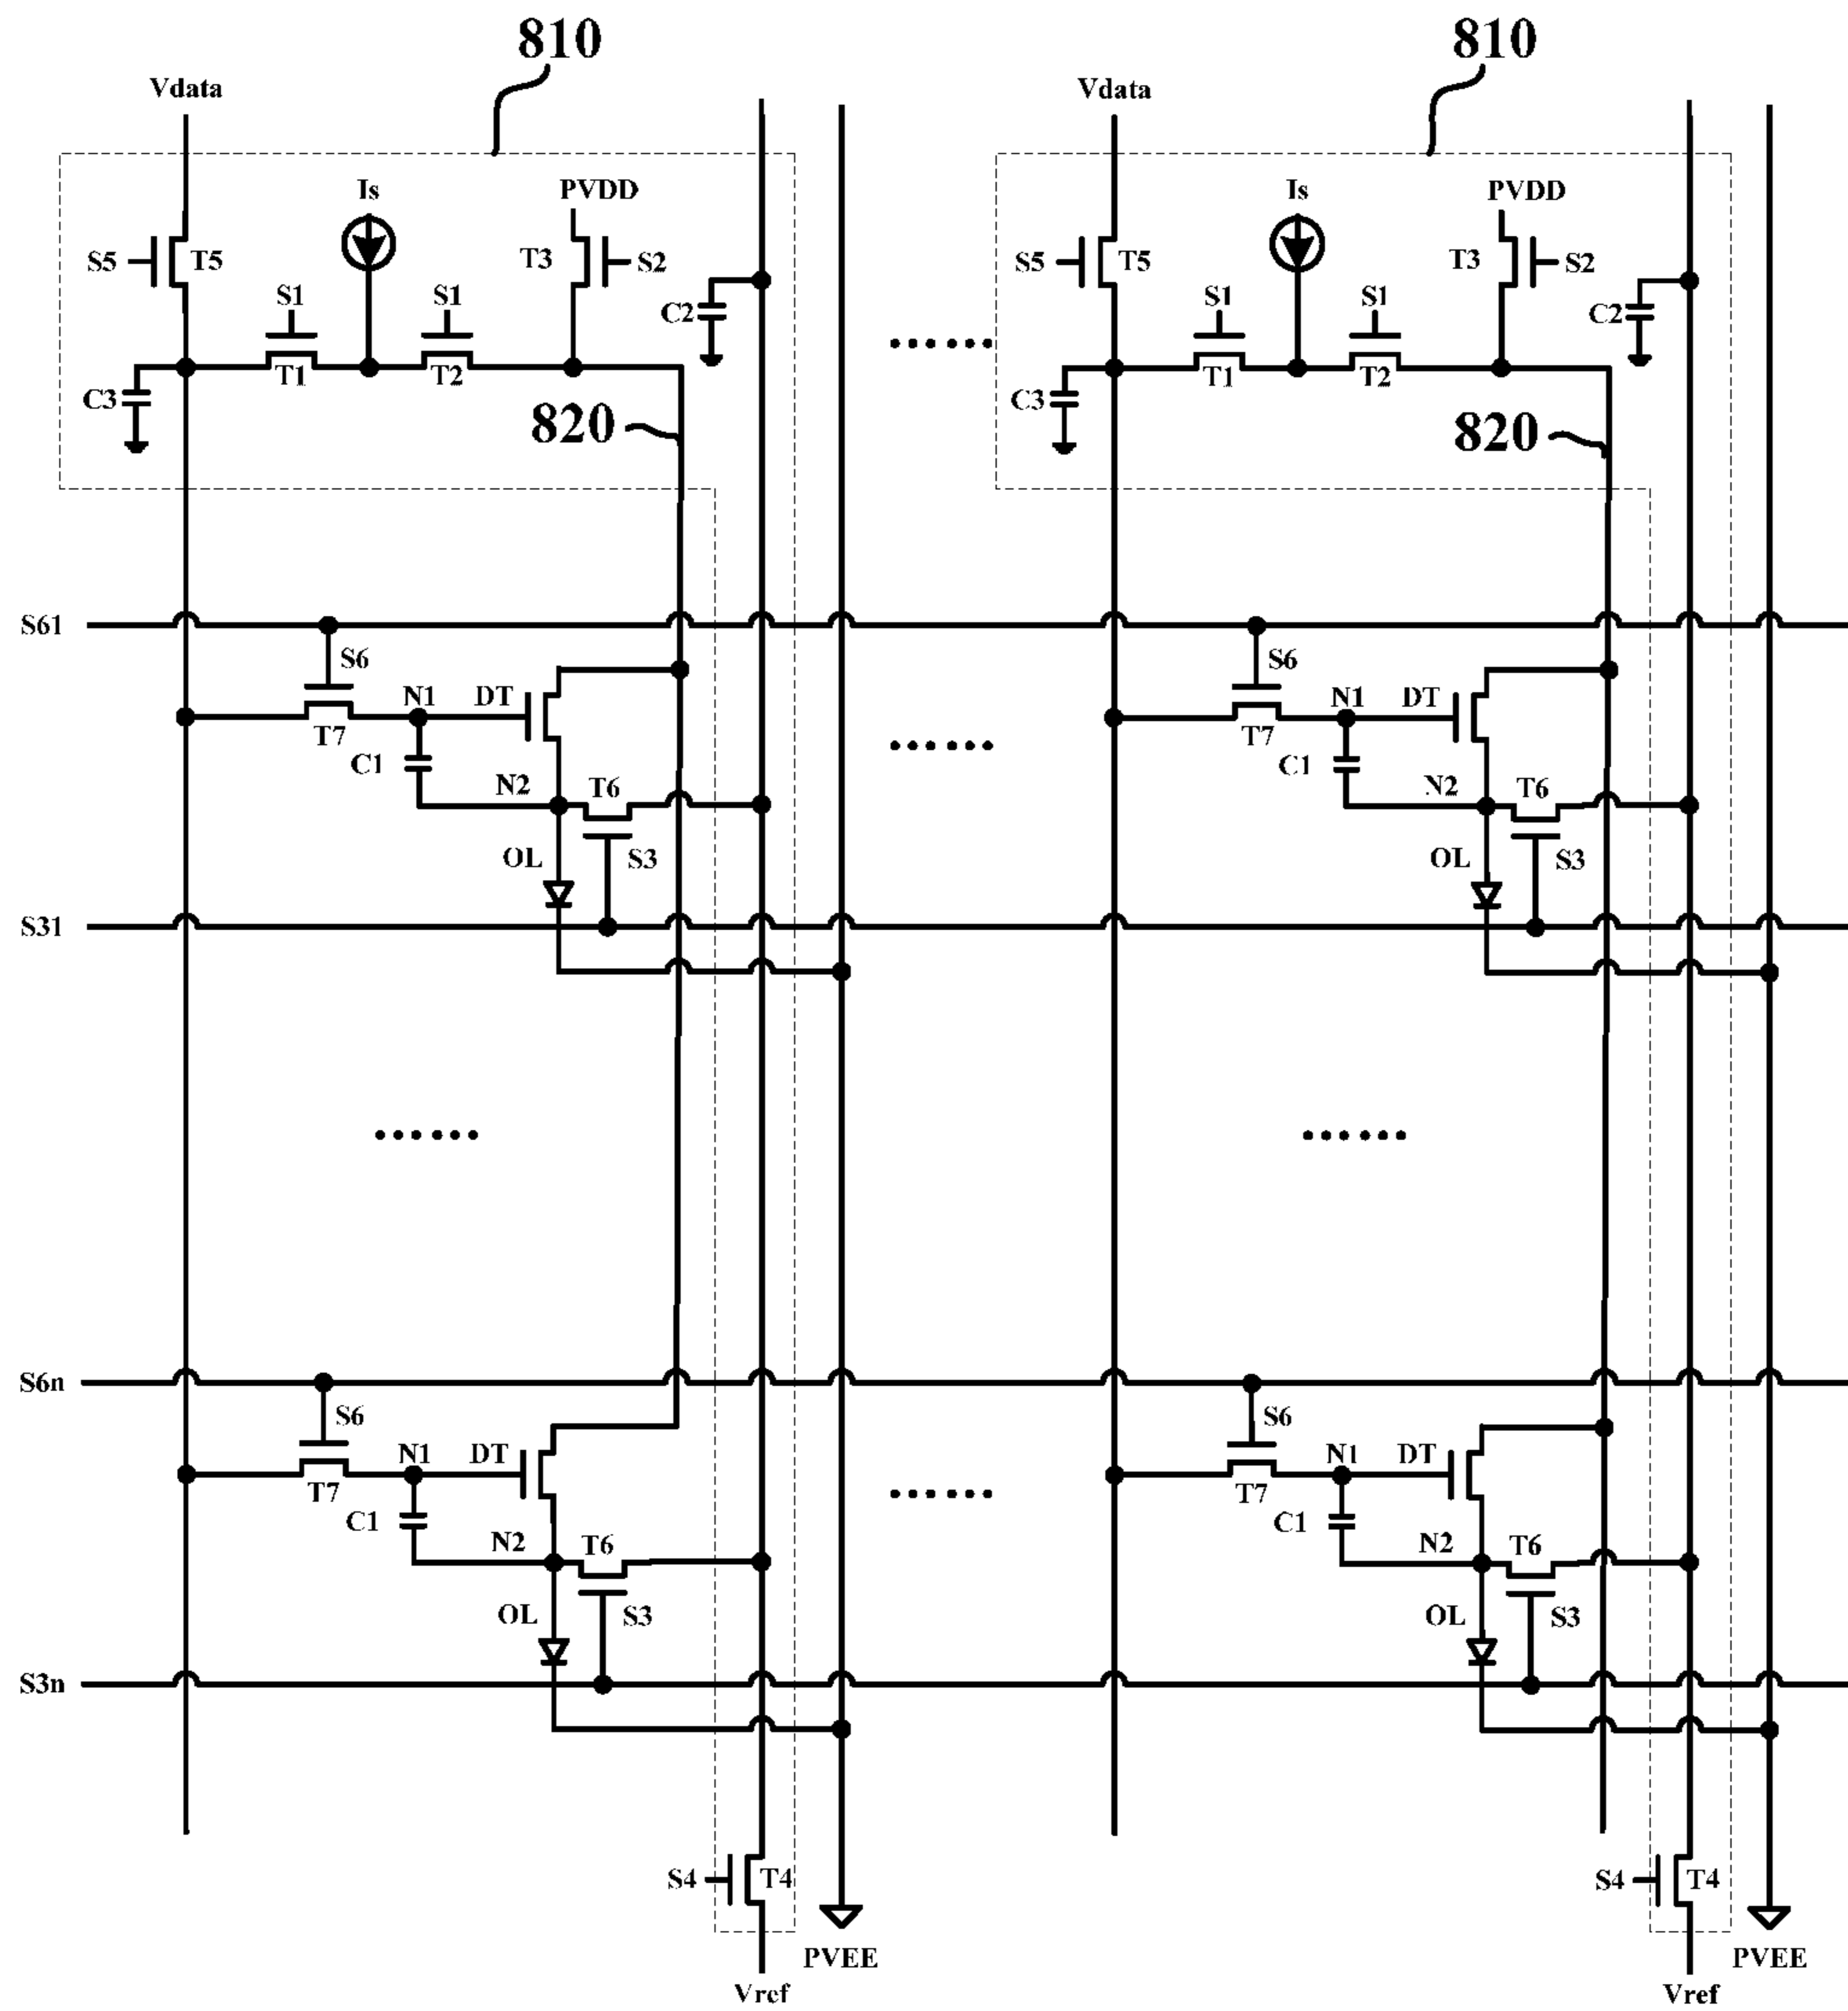 810 810
Vdata Vdata
Is PVDD Is PVDD
S5 T5 T3 S2 S5 T5 T3 S2
S1 S1 C2 S1 S1 C2
T1 T2 T1 T2
C3 C3
820 820
S61
S6 S6
N1 DT N1 DT
T7 T7
C1 C1
N2 T6 N2 T6
OL S3 OL S3
S31
S6n
S6 S6
N1 DT N1 DT
T7 T7
C1 C1
N2 T6 N2 T6
OL S3 OL S3
S3n
S4 T4 S4 T4
PVEE PVEE
Vref Vref